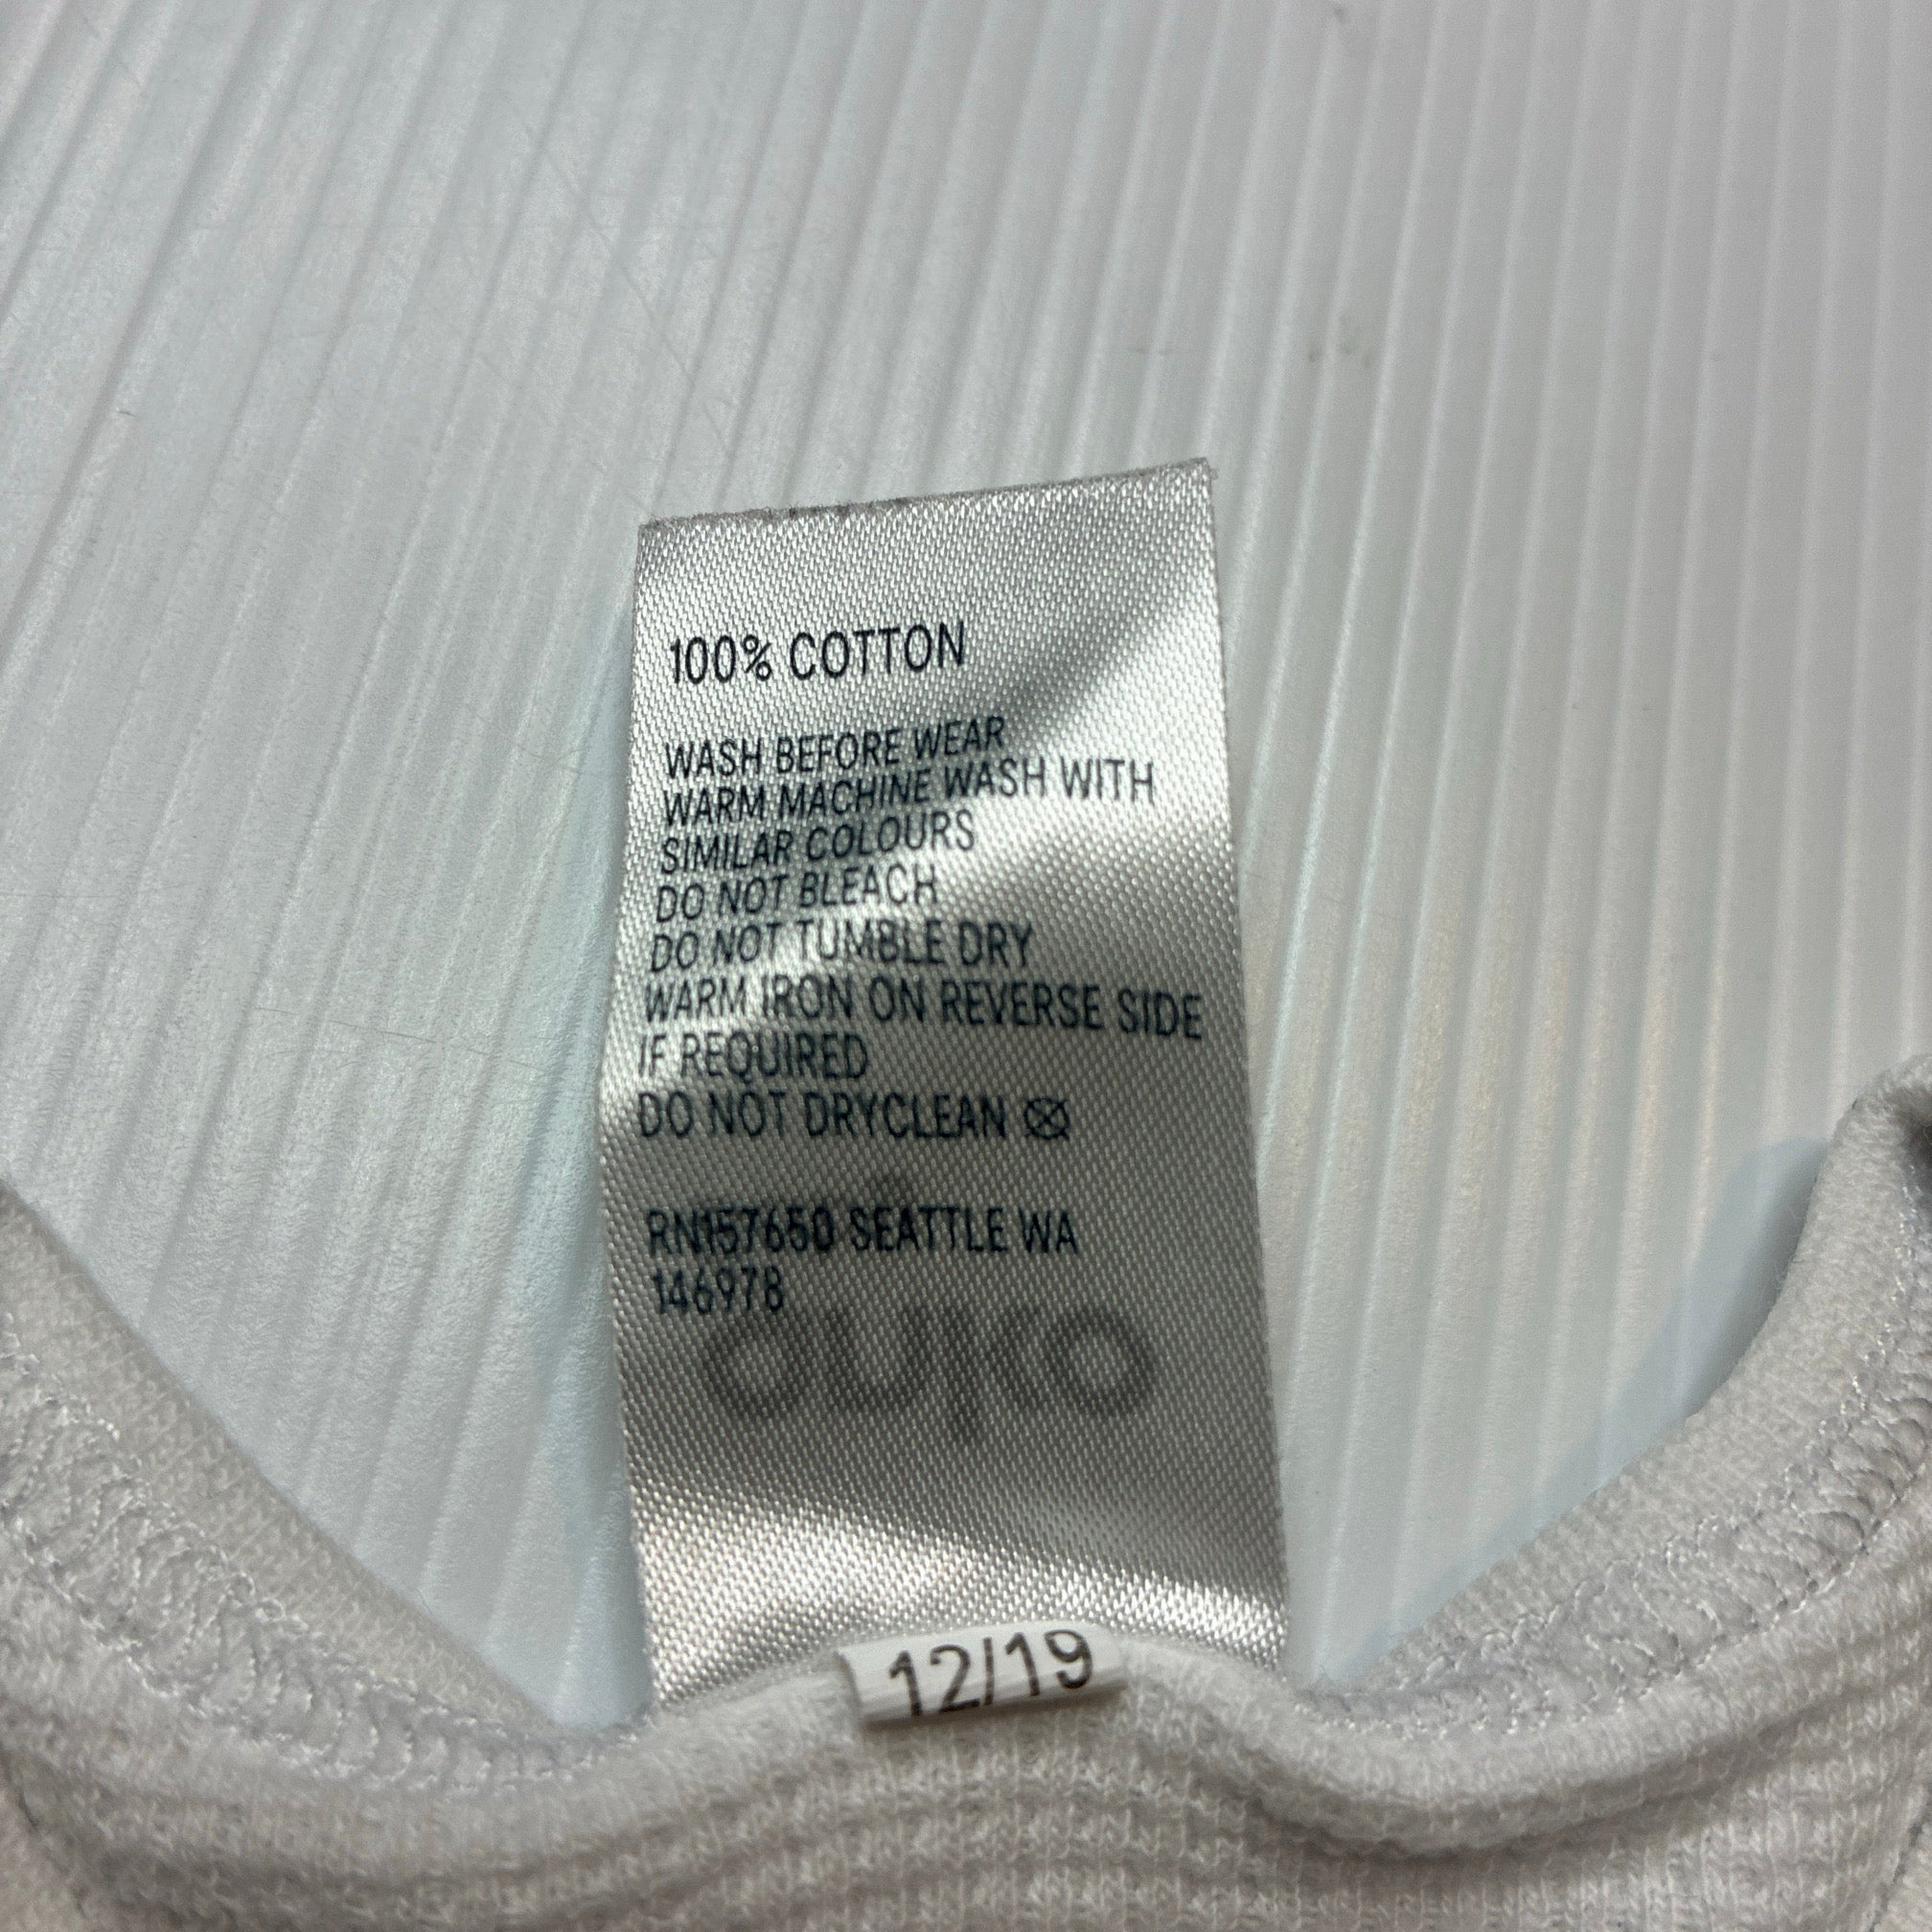 100% COTTON
WASH BEFORE WEAR
WARM MACHINE WASH WITH
SIMILAR COLOURS
DO NOT BLEACH
DO NOT TUMBLE DRY
WARM IRON ON REVERSE SIDE
IF REQUIRED
DO NOT DRYCLEAN
RN157650 SEATTLE WA
146978
12/19